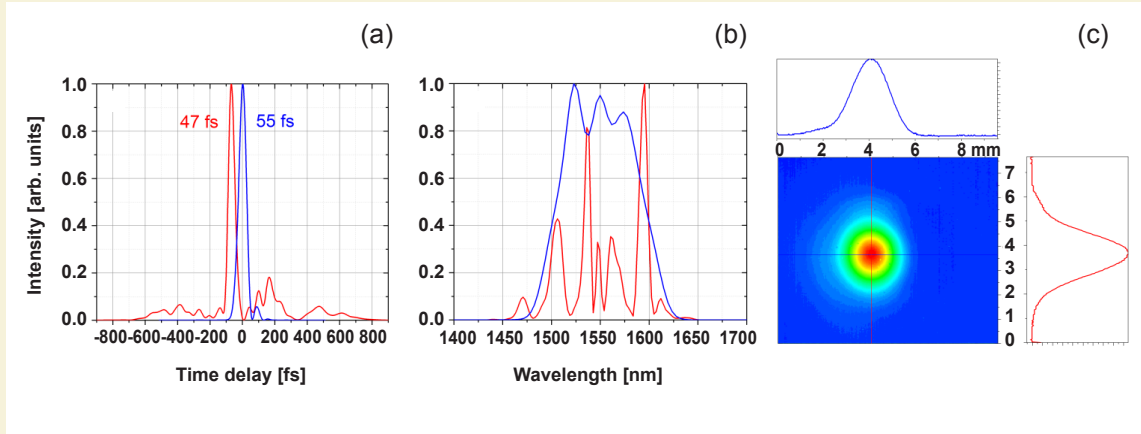 (a)
(b)
(c)
Intensity [arb. units]
1.0
0.8
0.6
0.4
0.2
0.0
47 fs
55 fs
-800-600-400-200 0 200 400 600 800
Time delay [fs]
1.0
0.8
0.6
0.4
0.2
0.0
1400 1450 1500 1550 1600 1650 1700
Wavelength [nm]
0 2 4 6 8 mm
7
6
5
4
3
2
1
0